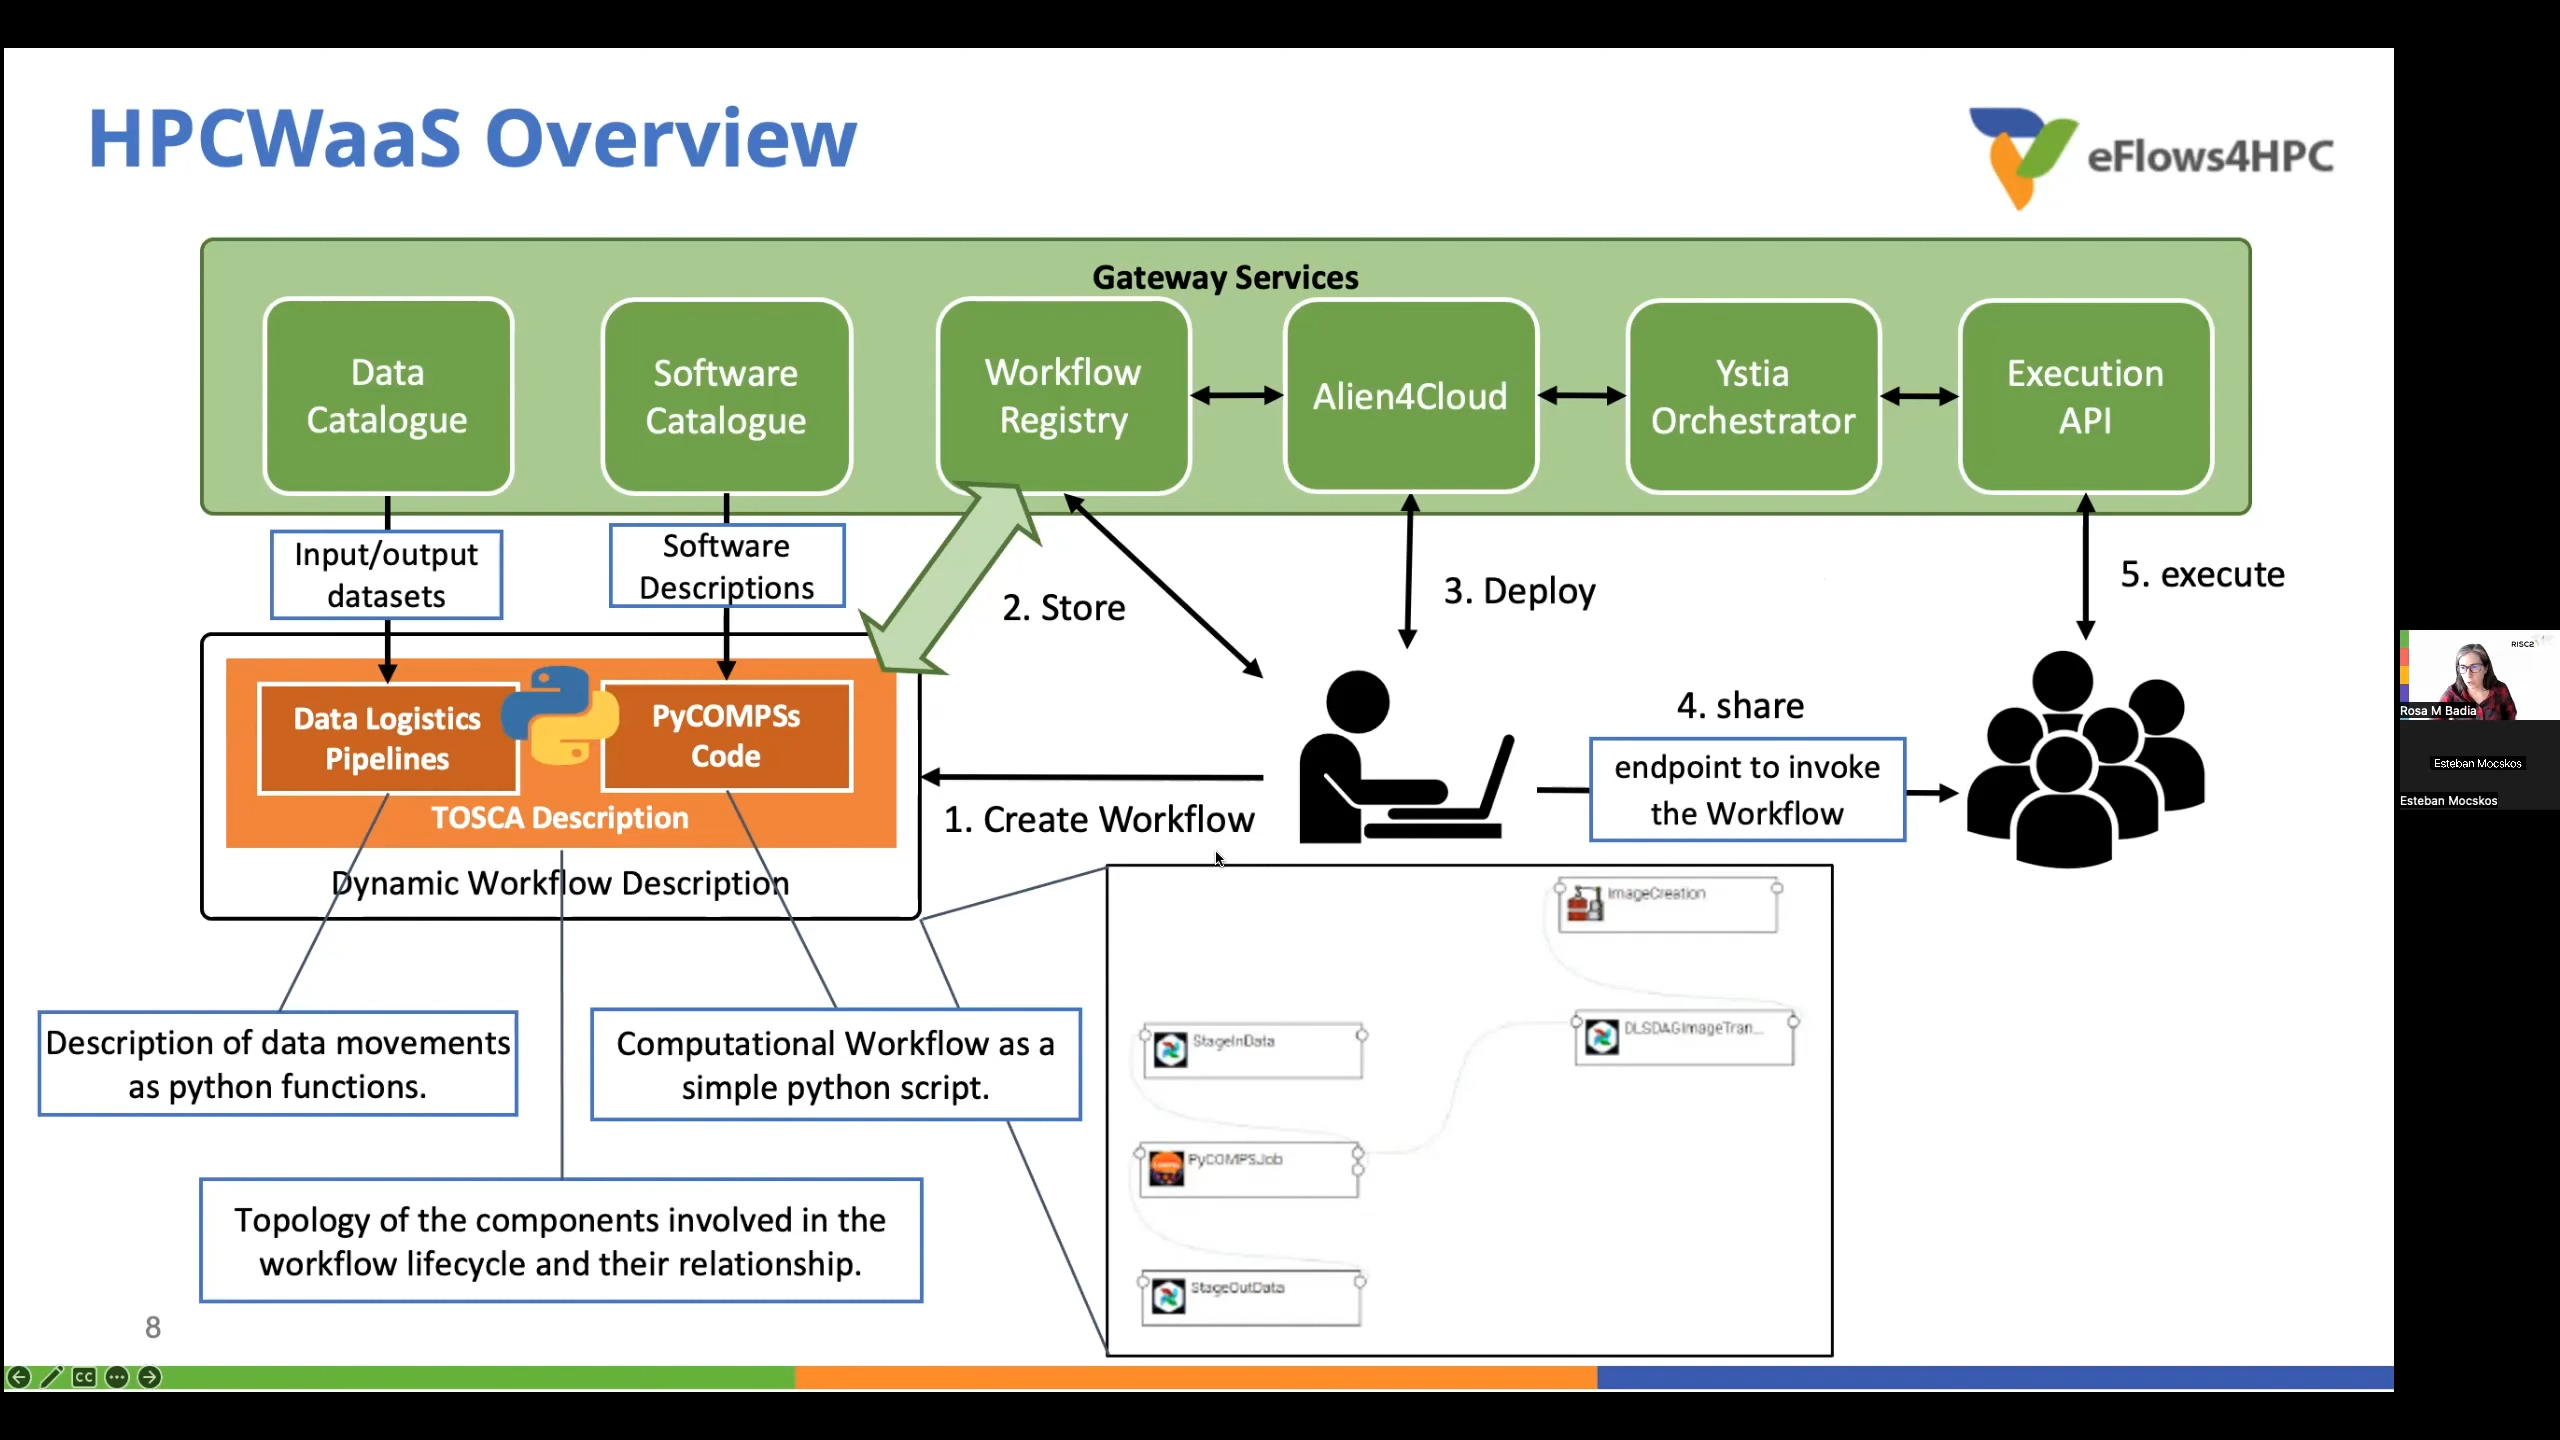 HPCWaaS Overview
eFlows4HPC
Gateway Services
Data
Catalogue
Software
Catalogue
Workflow
Registry
Alien4Cloud
Ystia
Orchestrator
Execution
API
Input/output
datasets
Software
Descriptions
2. Store
3. Deploy
5. execute
Data Logistics
Pipelines
PyCOMPSs
Code
TOSCA Description
Dynamic Workflow Description
1. Create Workflow
4. share
endpoint to invoke
the Workflow
RISC2
Rosa M Badia
Esteban Mocskos
Esteban Mocskos
ImageCreation
StageInData
DLSDAGImageTran...
PyCOMPSJob
StageOutData
Description of data movements
as python functions.
Computational Workflow as a
simple python script.
Topology of the components involved in the
workflow lifecycle and their relationship.
8
CC